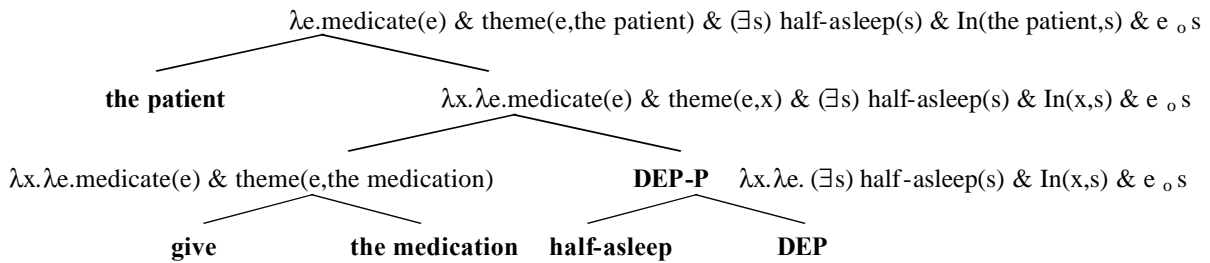 λe.medicate(e) & theme(e,the patient) & (∃s) half-asleep(s) & In(the patient,s) & e o s
the patient λx.λe.medicate(e) & theme(e,x) & (∃s) half-asleep(s) & In(x,s) & e o s
λx.λe.medicate(e) & theme(e,the medication) DEP-P λx.λe. (∃s) half-asleep(s) & In(x,s) & e o s
give the medication half-asleep DEP